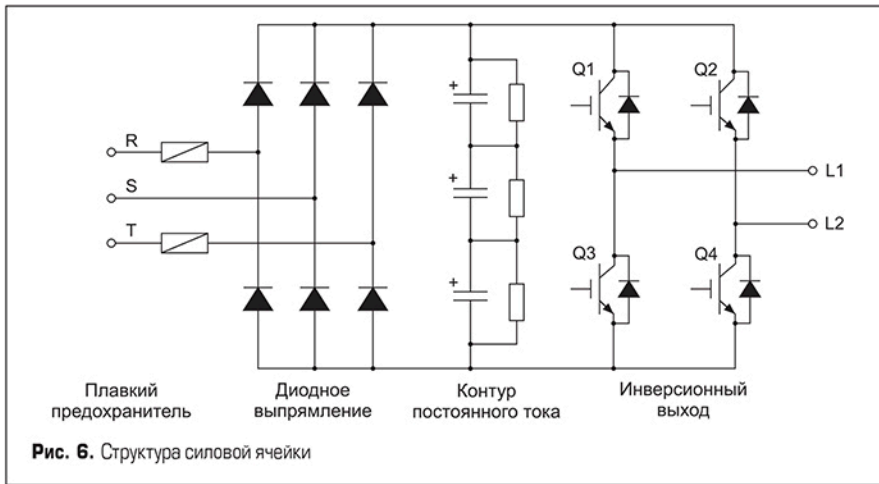 Q1
Q2
R
S
T
+
+
+
L1
L2
Q3
Q4
Плавкий
предохранитель
Диодное
выпрямление
Контур
постоянного тока
Инверсионный
выход
Рис. 6. Структура силовой ячейки